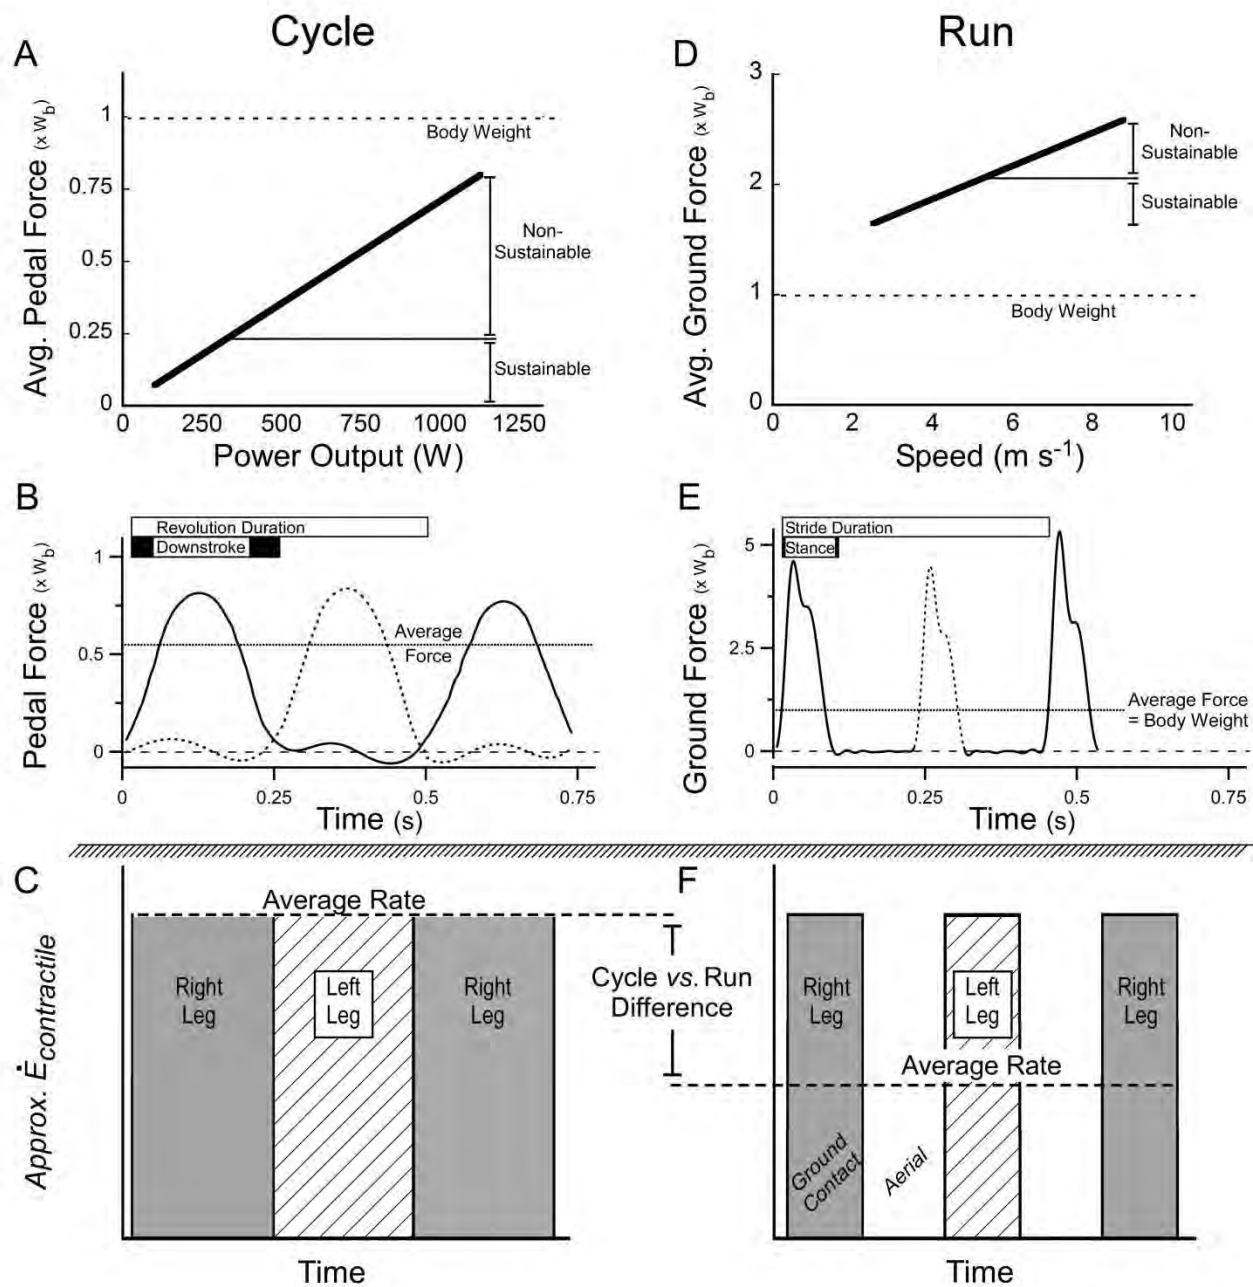 Cycle
A
Avg. Pedal Force (x Wb)
1
0.75
0.5
0.25
0
Body Weight
Non-
Sustainable
Sustainable
0 250 500 750 1000 1250
Power Output (W)
Run
D
Avg. Ground Force (x Wb)
3
2
1
0
Non-
Sustainable
Sustainable
Body Weight
0 2 4 6 8 10
Speed (m s-1)
B
Revolution Duration
Downstroke
Pedal Force (x Wb)
1
0.5
0
Average
Force
0 0.25 0.5 0.75
Time (s)
E
Stride Duration
Stance
Ground Force (x Wb)
5
2.5
0
Average Force
= Body Weight
0 0.25 0.5 0.75
Time (s)
C
Approx. Ėcontractile
Average Rate
Right
Leg
Left
Leg
Right
Leg
Time
Cycle vs. Run
Difference
F
Right
Leg
Left
Leg
Right
Leg
Average Rate
Ground
Contact
Aerial
Time